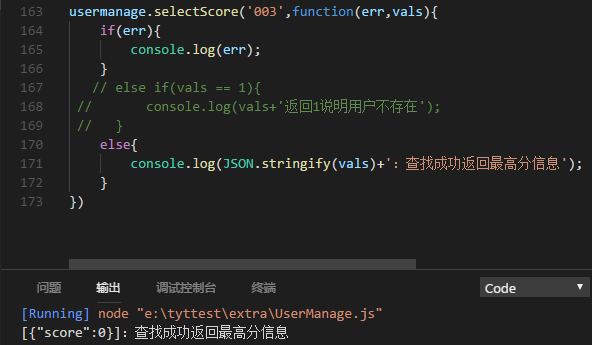 163 usermanage.selectScore('003',function(err,vals){
164     if(err){
165         console.log(err);
166     }
167    // else if(vals == 1){
168  //       console.log(vals+'返回1说明用户不存在');
169  //   }
170     else{
171         console.log(JSON.stringify(vals)+': 查找成功返回最高分信息');
172     }
173 })
问题 输出 调试控制台 终端 Code
[Running] node "e:\tyttest\extra\UserManage.js"
[{"score":0}]: 查找成功返回最高分信息